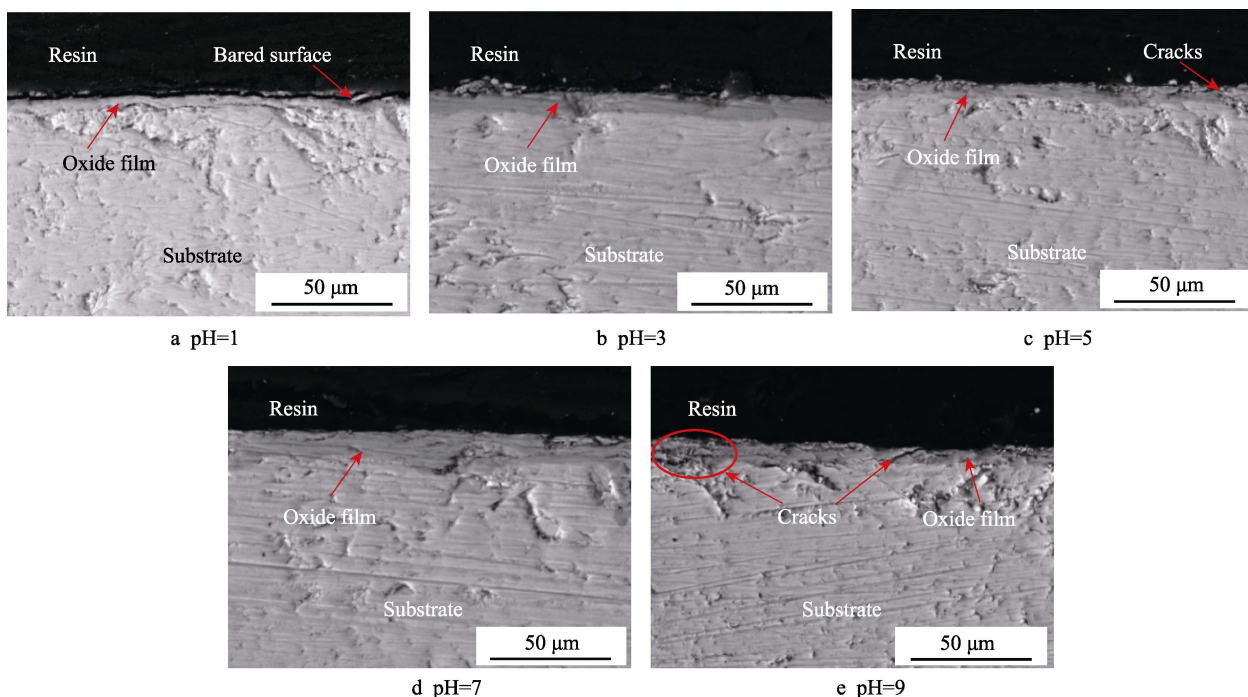 Resin
Bared surface
Oxide film
Substrate
50 μm
a pH=1
Resin
Oxide film
Substrate
50 μm
b pH=3
Resin
Cracks
Oxide film
Substrate
50 μm
c pH=5
Resin
Oxide film
Substrate
50 μm
d pH=7
Resin
Cracks
Oxide film
Substrate
50 μm
e pH=9